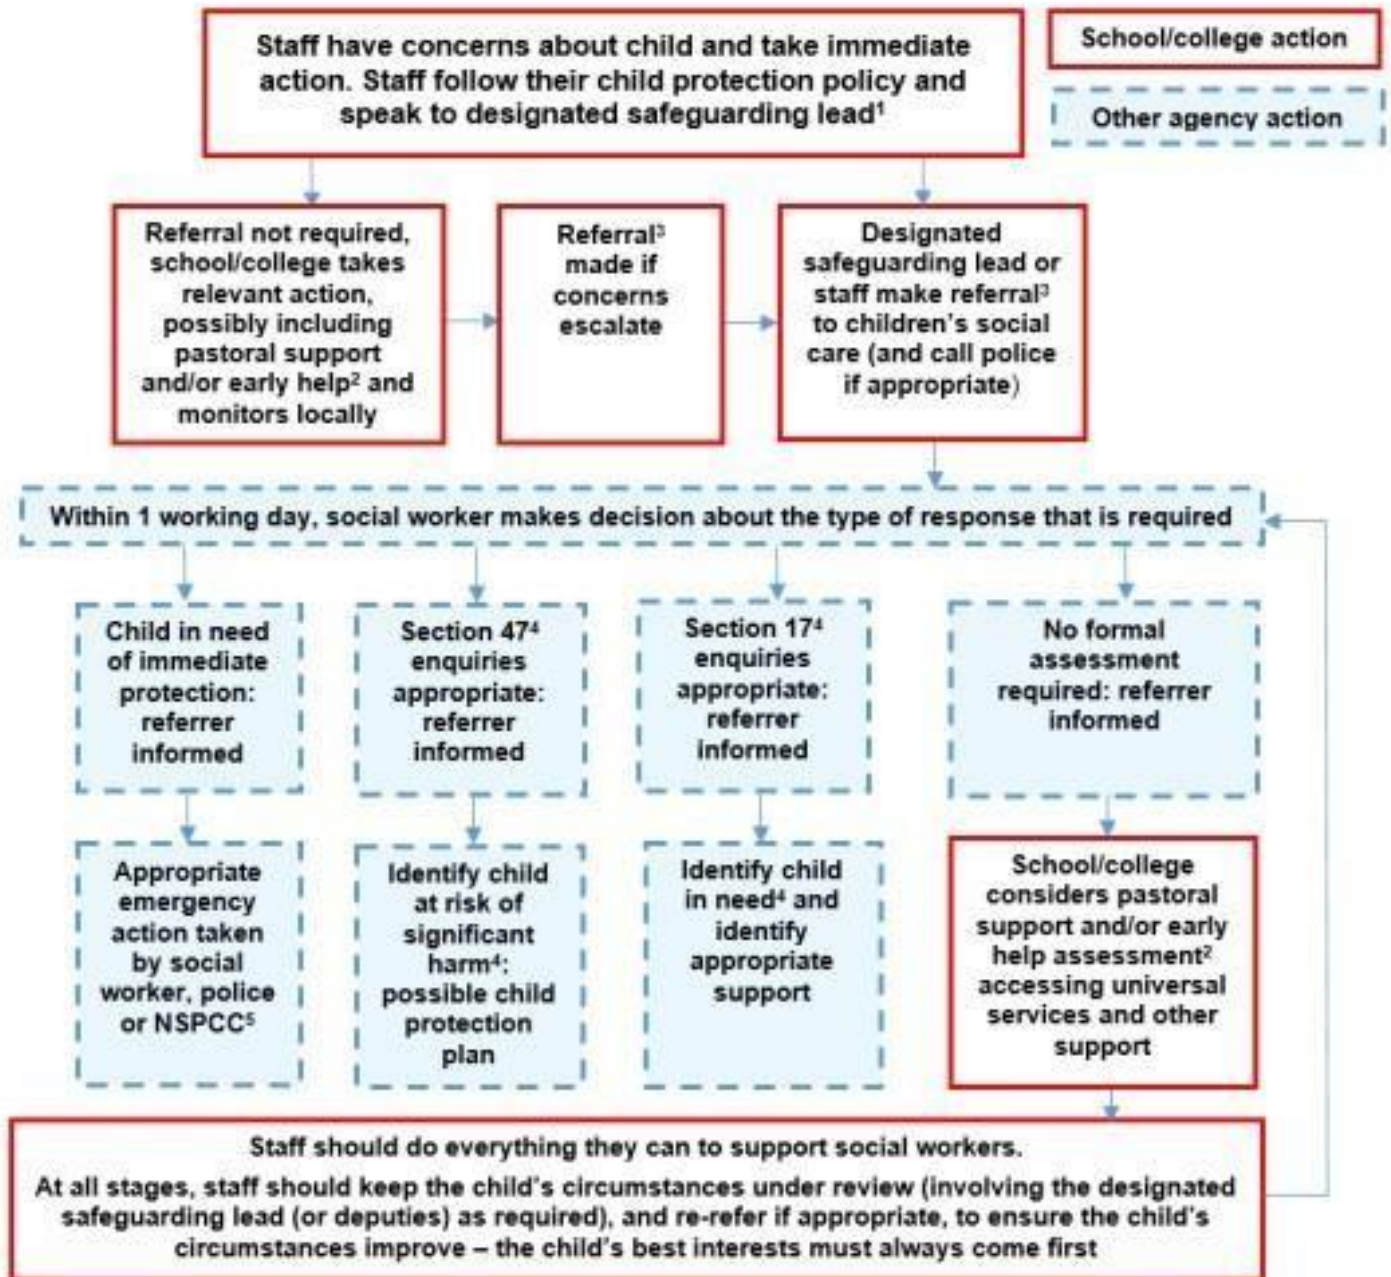 Staff have concerns about child and take immediate
action. Staff follow their child protection policy and
speak to designated safeguarding lead¹
School/college action
Other agency action
Referral not required,
school/college takes
relevant action,
possibly including
pastoral support
and/or early help² and
monitors locally
Referral³
made if
concerns
escalate
Designated
safeguarding lead or
staff make referral³
to children's social
care (and call police
if appropriate)
Within 1 working day, social worker makes decision about the type of response that is required
Child in need
of immediate
protection:
referrer
informed
Section 47⁴
enquiries
appropriate:
referrer
informed
Section 17⁴
enquiries
appropriate:
referrer
informed
No formal
assessment
required: referrer
informed
Appropriate
emergency
action taken
by social
worker, police
or NSPCC⁵
Identify child
at risk of
significant
harm⁴:
possible child
protection
plan
Identify child
in need⁴ and
identify
appropriate
support
School/college
considers pastoral
support and/or early
help assessment²
accessing universal
services and other
support
Staff should do everything they can to support social workers.
At all stages, staff should keep the child's circumstances under review (involving the designated
safeguarding lead (or deputies) as required), and re-refer if appropriate, to ensure the child's
circumstances improve – the child's best interests must always come first